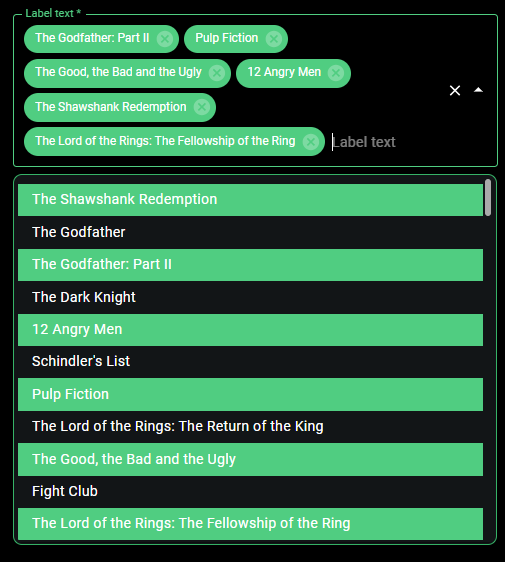 Label text *
The Godfather: Part II Pulp Fiction
The Good, the Bad and the Ugly 12 Angry Men
The Shawshank Redemption
The Lord of the Rings: The Fellowship of the Ring Label text
The Shawshank Redemption
The Godfather
The Godfather: Part II
The Dark Knight
12 Angry Men
Schindler's List
Pulp Fiction
The Lord of the Rings: The Return of the King
The Good, the Bad and the Ugly
Fight Club
The Lord of the Rings: The Fellowship of the Ring